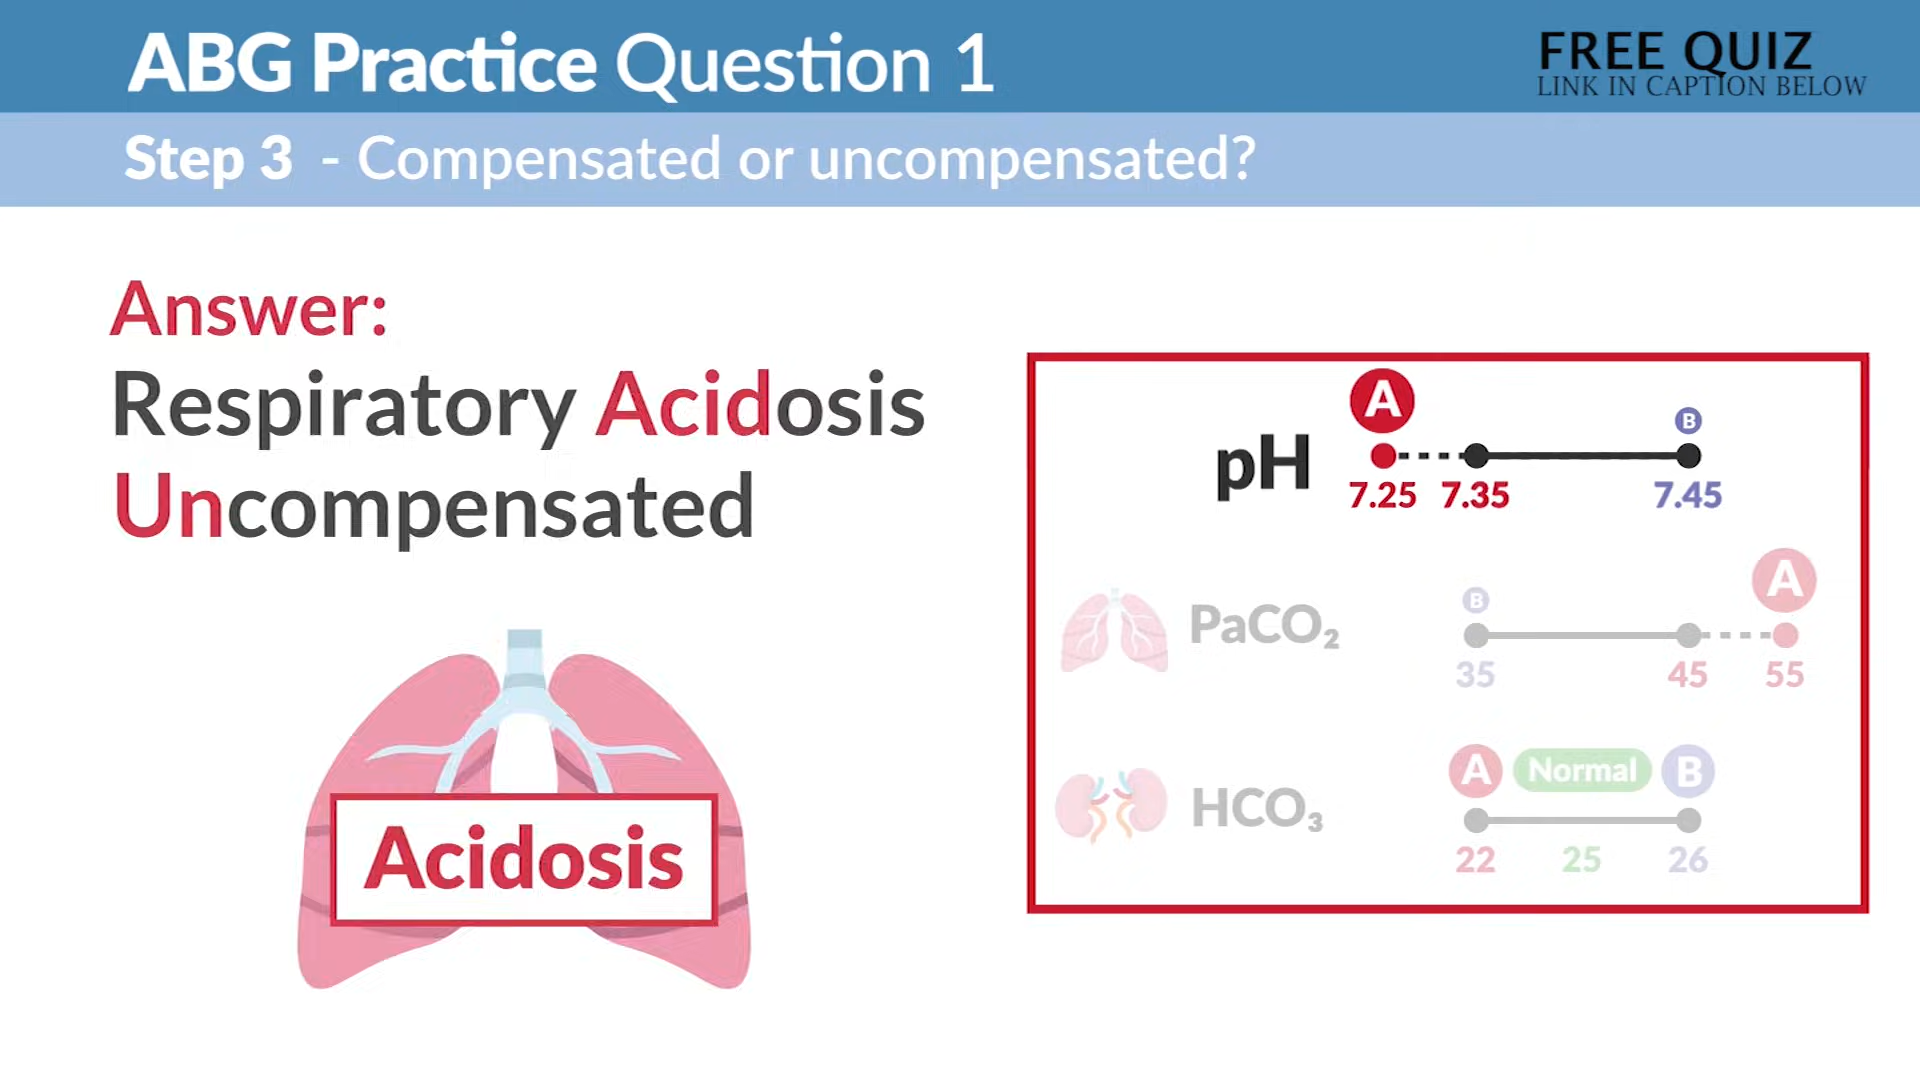 ABG Practice Question 1
FREE QUIZ
LINK IN CAPTION BELOW
Step 3 - Compensated or uncompensated?
Answer:
Respiratory Acidosis
Uncompensated
Acidosis
A
B
pH
7.25 7.35 7.45
A
B
PaCO₂
35 45 55
A Normal B
HCO₃
22 25 26